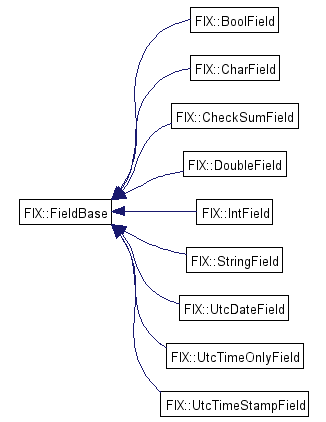 FIX::BoolField
FIX::CharField
FIX::CheckSumField
FIX::DoubleField
FIX::FieldBase
FIX::IntField
FIX::StringField
FIX::UtcDateField
FIX::UtcTimeOnlyField
FIX::UtcTimeStampField